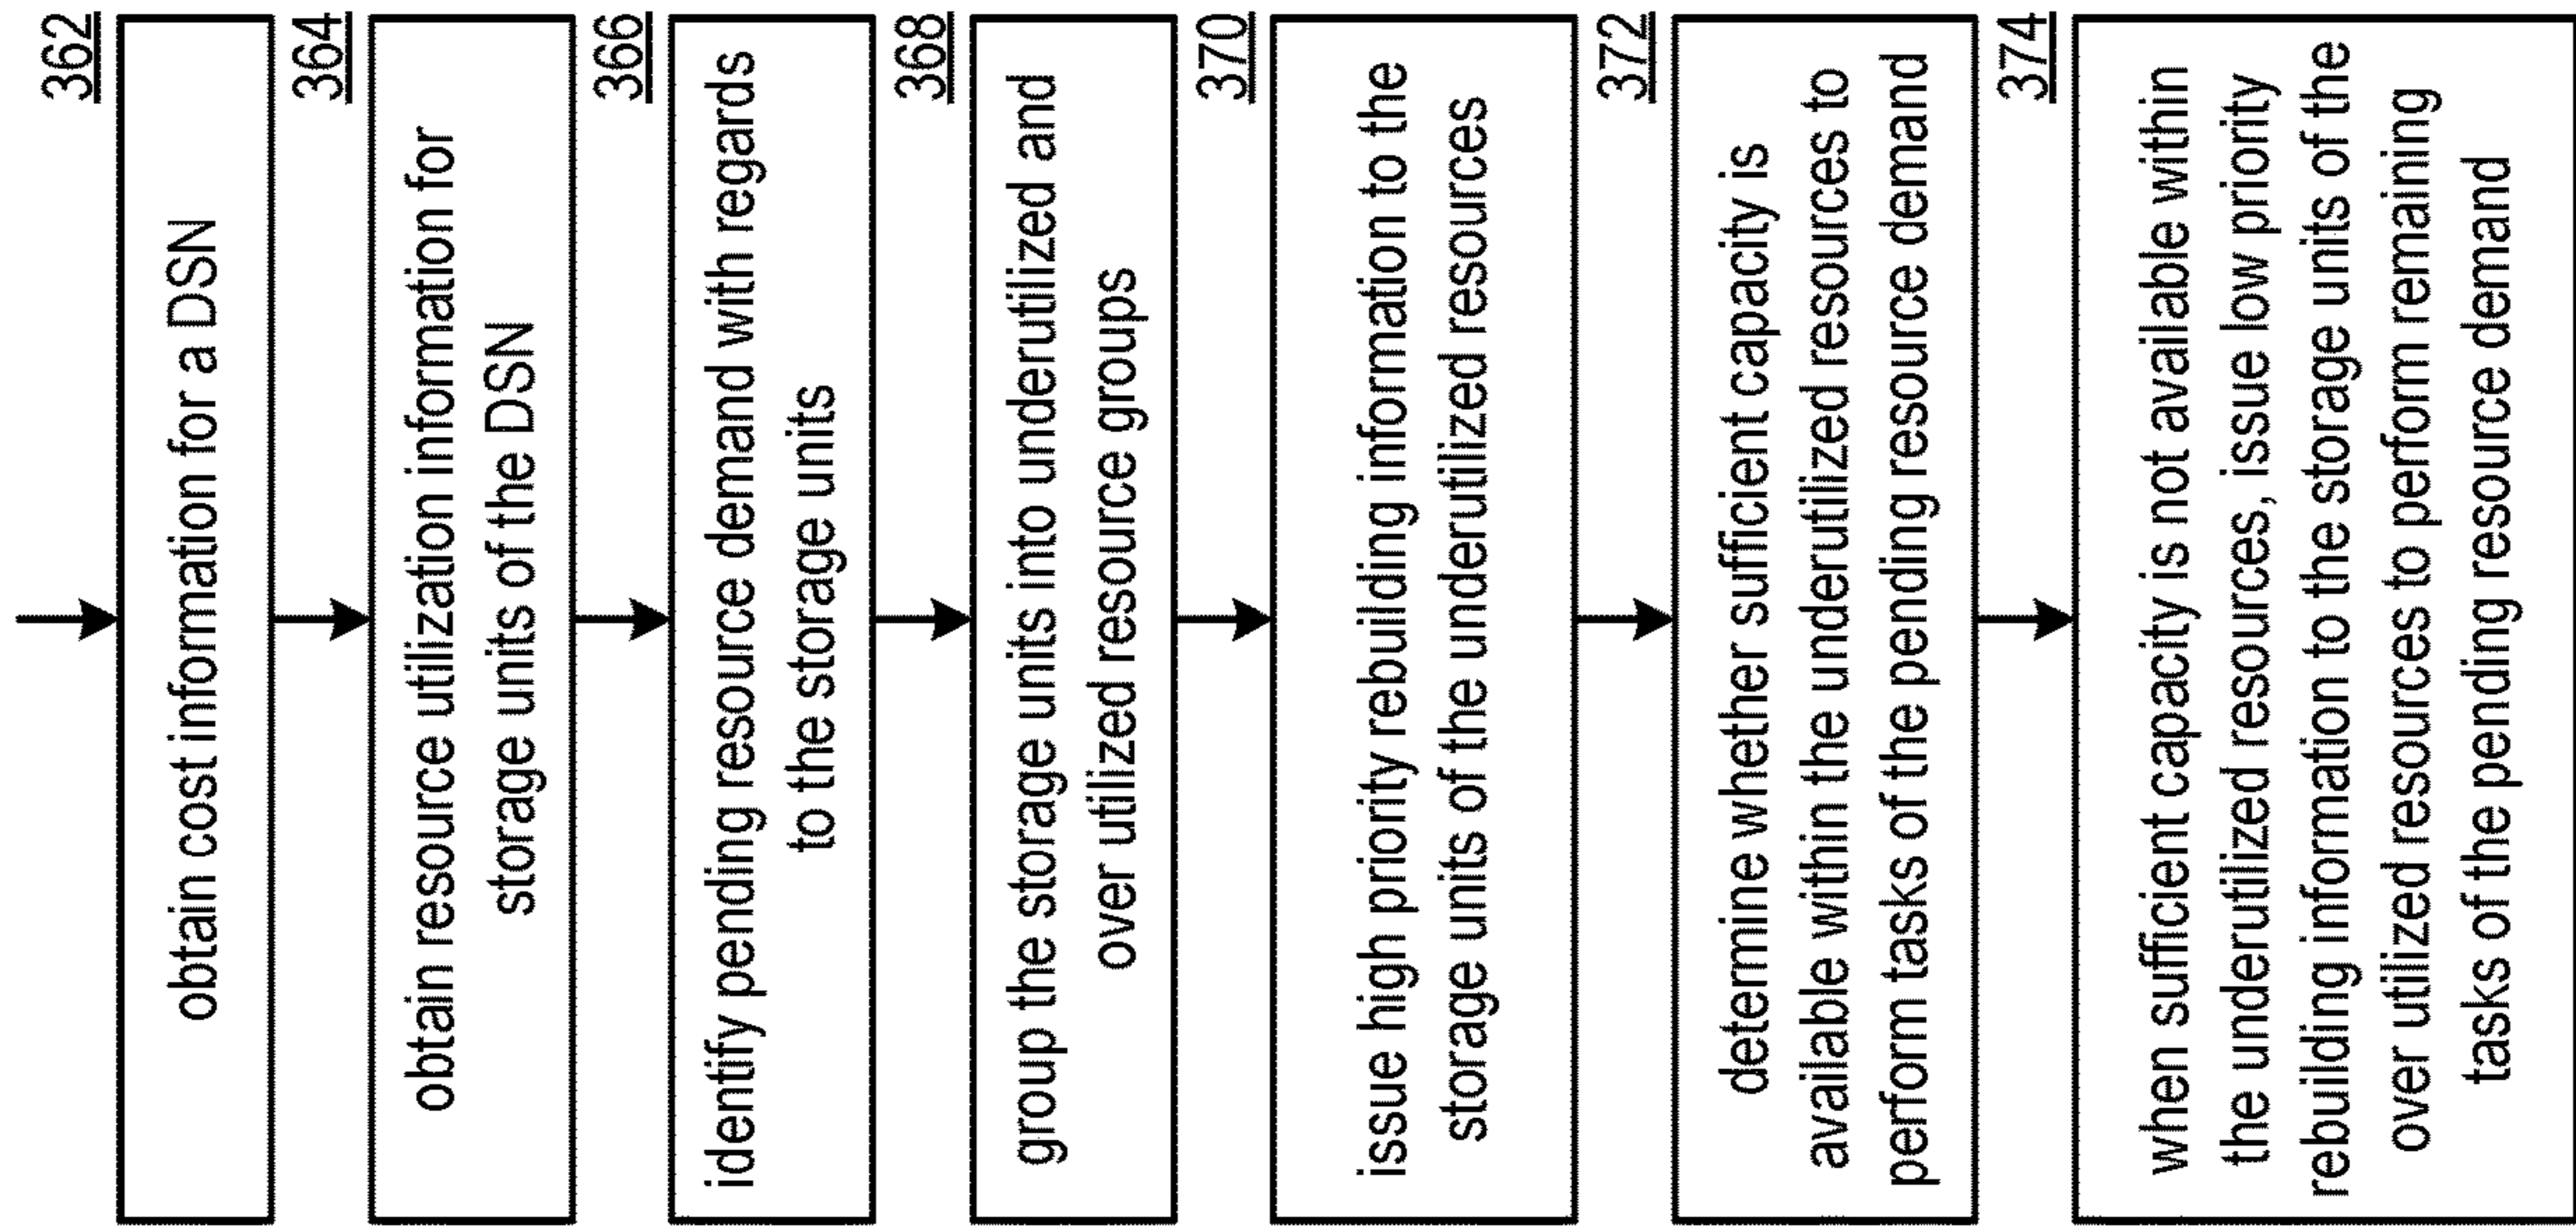 362
obtain cost information for a DSN
364
obtain resource utilization information for
storage units of the DSN
366
identify pending resource demand with regards
to the storage units
368
group the storage units into underutilized and
over utilized resource groups
370
issue high priority rebuilding information to the
storage units of the underutilized resources
372
determine whether sufficient capacity is
available within the underutilized resources to
perform tasks of the pending resource demand
374
when sufficient capacity is not available within
the underutilized resources, issue low priority
rebuilding information to the storage units of the
over utilized resources to perform remaining
tasks of the pending resource demand